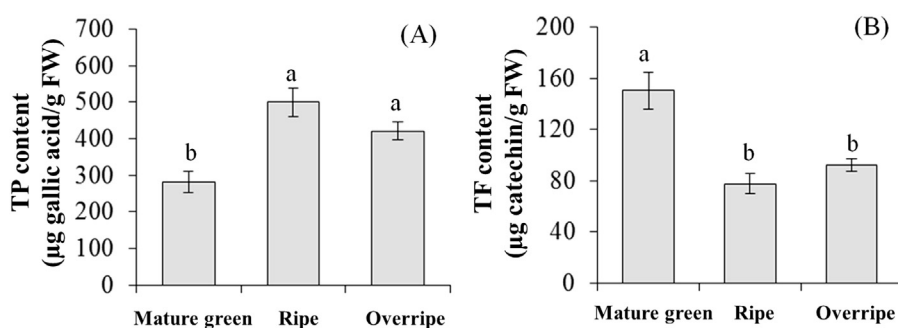 (A)
TP content
(µg gallic acid/g FW)
700
600
500
400
300
200
100
0
b
a
a
Mature green
Ripe
Overripe
(B)
TF content
(µg catechin/g FW)
200
160
120
80
40
0
a
b
b
Mature green
Ripe
Overripe